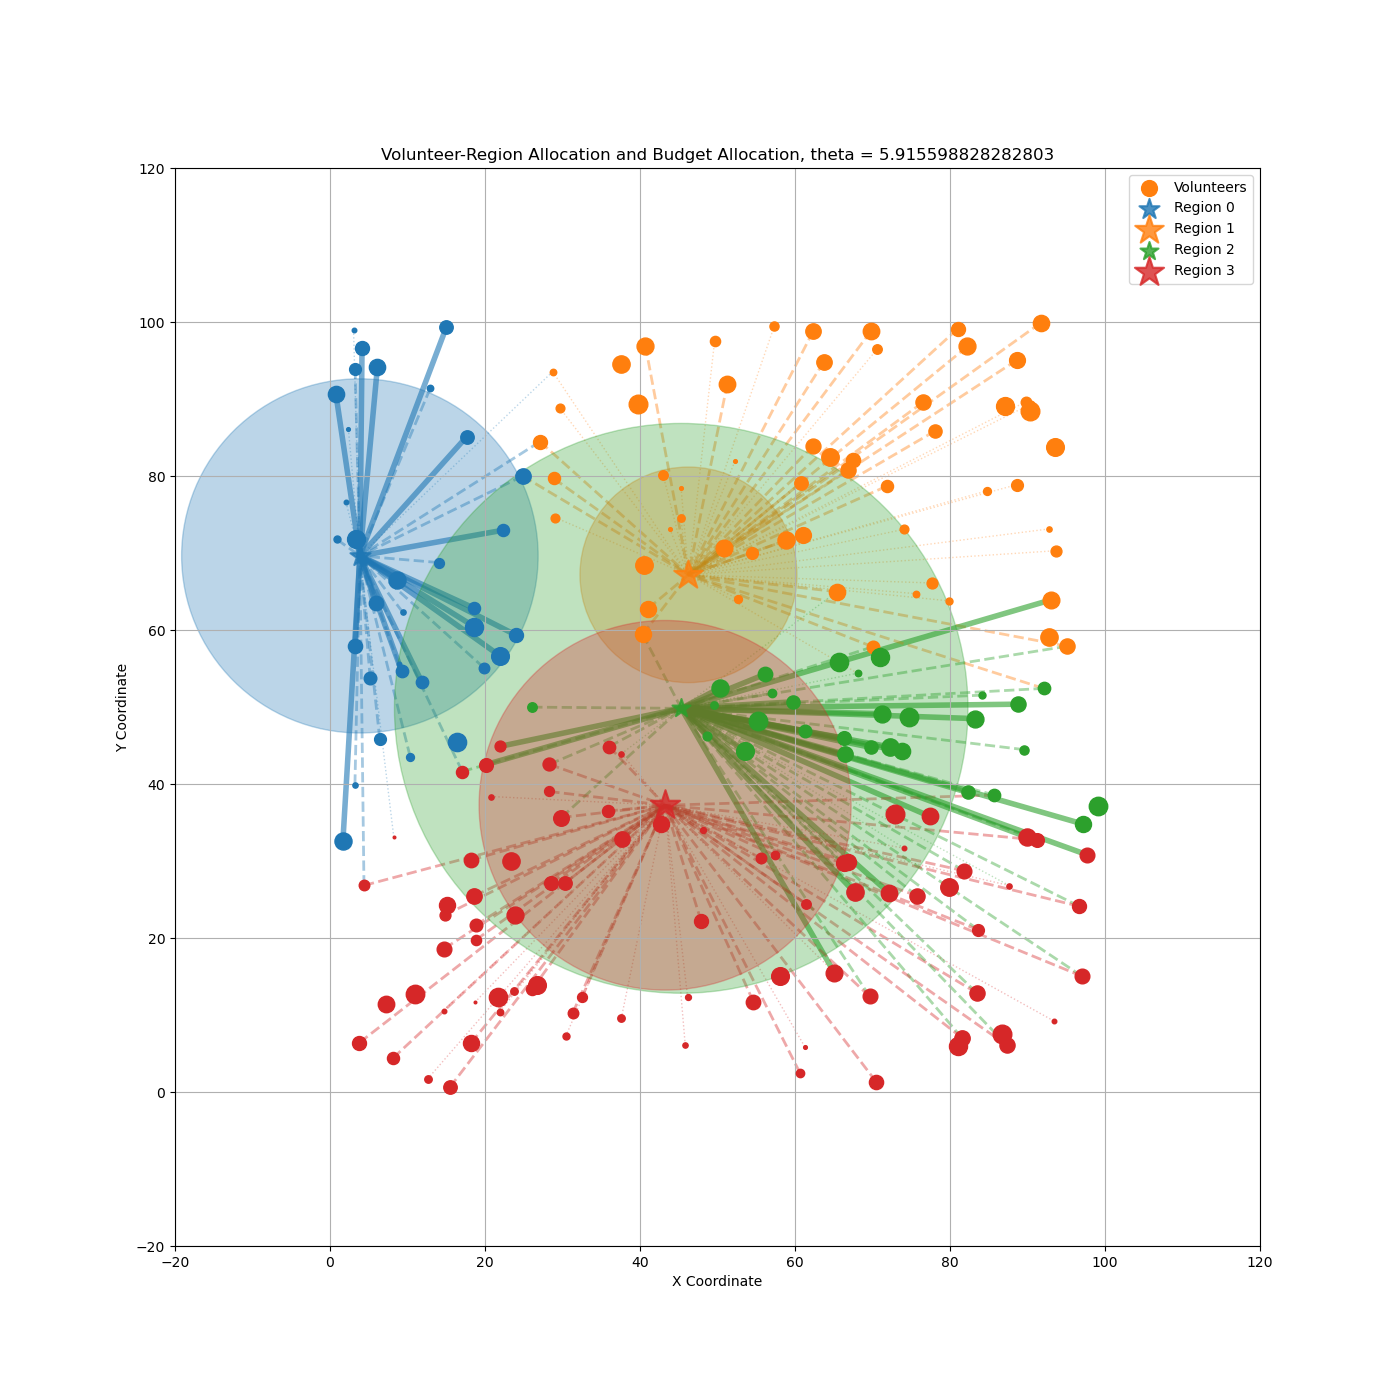 Volunteer-Region Allocation and Budget Allocation, theta = 5.915598828282803
Volunteers
Region 0
Region 1
Region 2
Region 3
Y Coordinate
120
100
80
60
40
20
0
−20
−20 0 20 40 60 80 100 120
X Coordinate